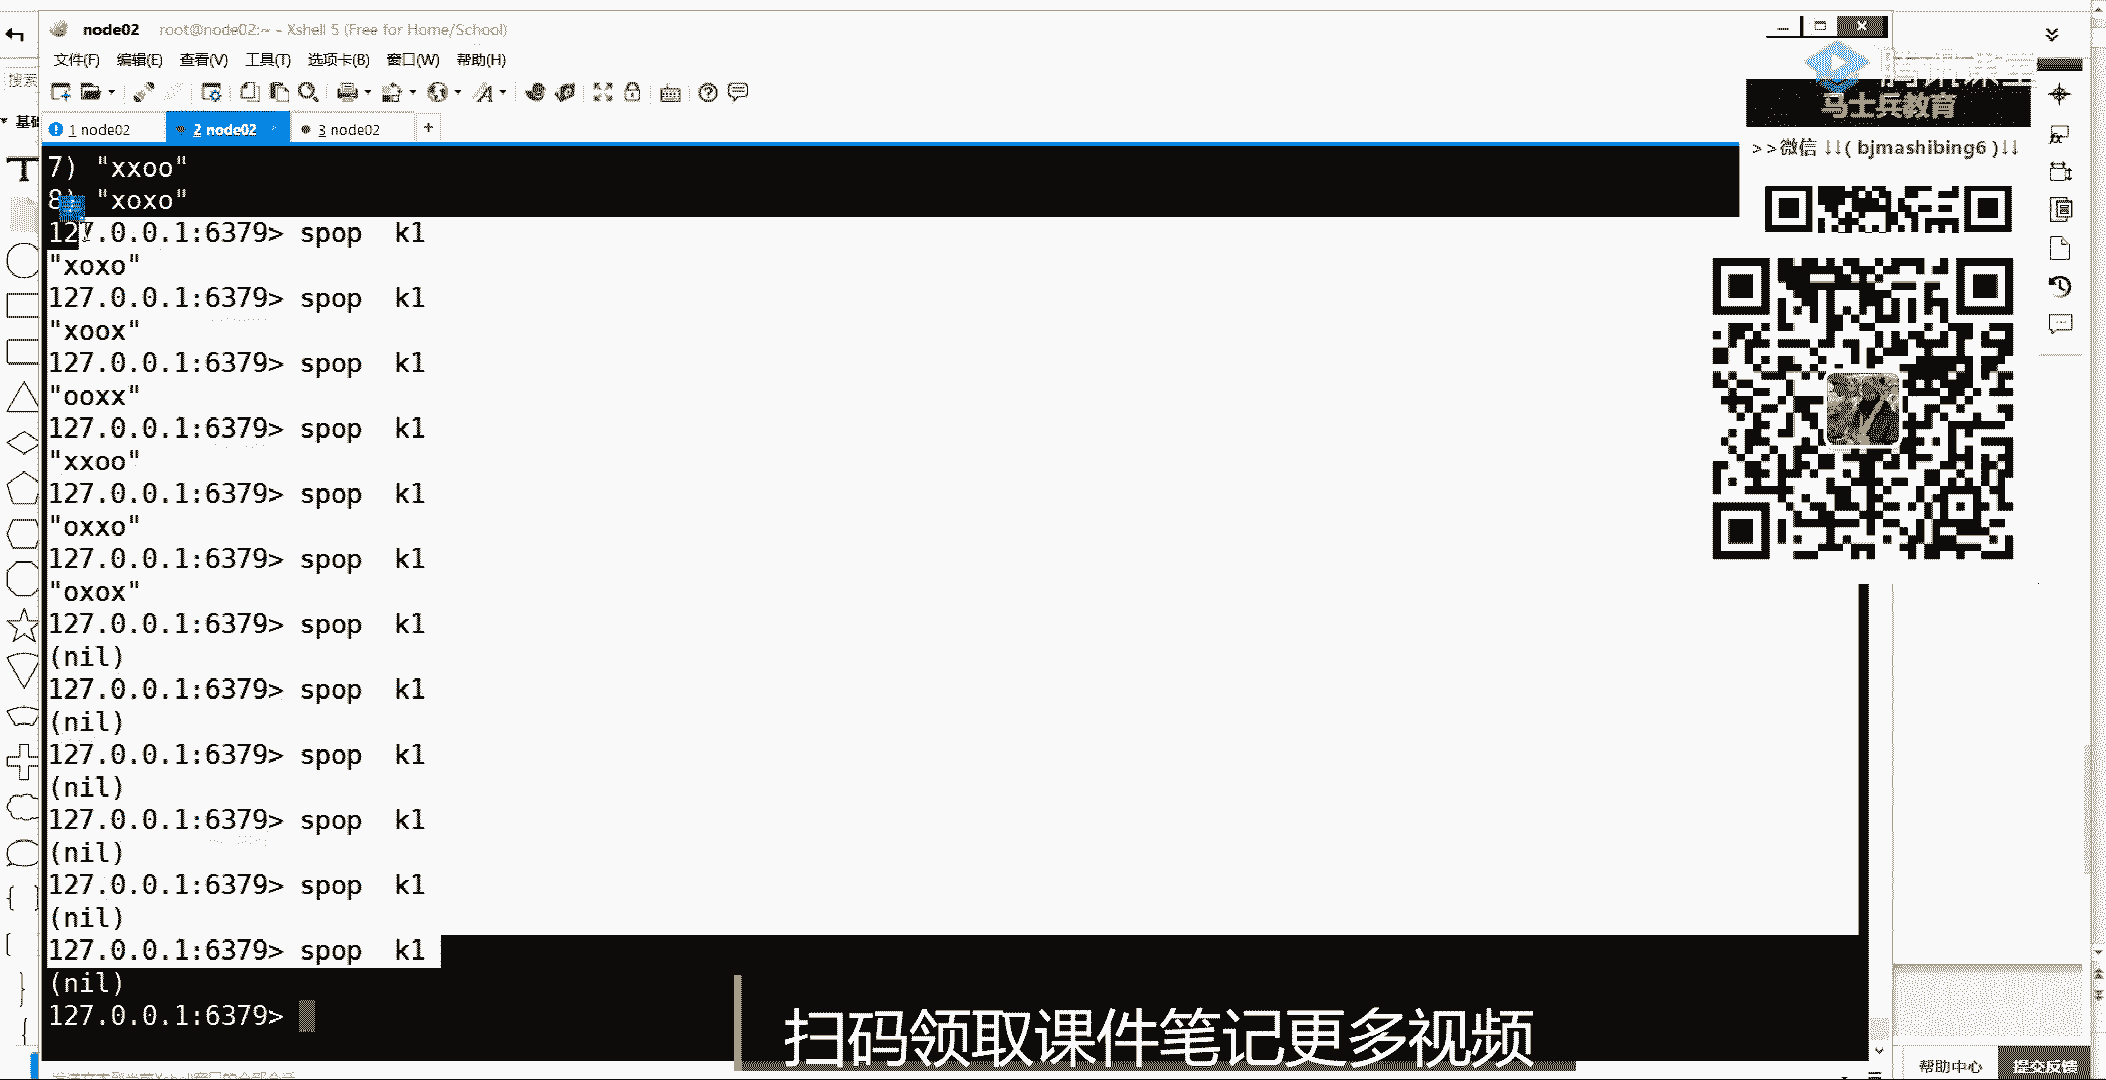 node02 root@node02:~ - Xshell 5 (Free for Home/School)
文件(F) 编辑(E) 查看(V) 工具(T) 选项卡(B) 窗口(W) 帮助(H)
搜索
腾讯课堂
马士兵教育
基础
1 node02 2 node02 3 node02 +
>>微信 ↓↓( bjmashibing6 )↓↓
7) "xxoo"
8) "xoxo"
127.0.0.1:6379> spop k1
"xoxo"
127.0.0.1:6379> spop k1
"xoox"
127.0.0.1:6379> spop k1
"ooxx"
127.0.0.1:6379> spop k1
"xxoo"
127.0.0.1:6379> spop k1
"oxxo"
127.0.0.1:6379> spop k1
"oxox"
127.0.0.1:6379> spop k1
(nil)
127.0.0.1:6379> spop k1
(nil)
127.0.0.1:6379> spop k1
(nil)
127.0.0.1:6379> spop k1
(nil)
127.0.0.1:6379> spop k1
(nil)
127.0.0.1:6379> spop k1
(nil)
127.0.0.1:6379>
扫码领取课件笔记更多视频
帮助中心 提交反馈